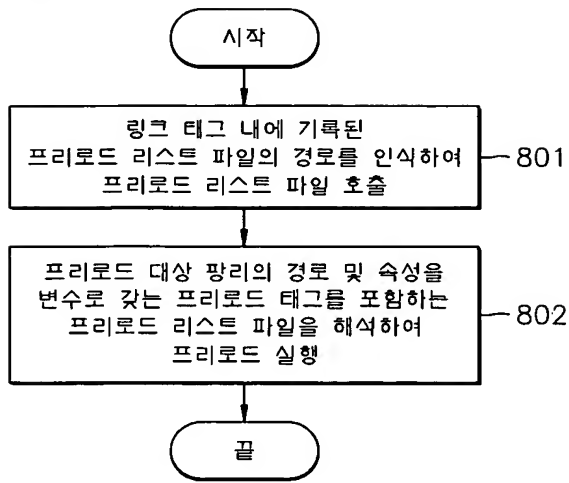 시작
링크 태그 내에 기록된
프리로드 리스트 파일의 경로를 인식하여
프리로드 리스트 파일 호출
801
프리로드 대상 팡리의 경로 및 속성을
변수로 갖는 프리로드 태그를 포함하는
프리로드 리스트 파일을 해석하여
프리로드 실행
802
끝